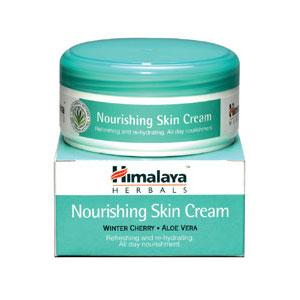 Nourishing Skin Cream
Refreshing and re-hydrating. All day nourishment.
Himalaya
HERBALS
Nourishing Skin Cream
WINTER CHERRY • ALOE VERA
Refreshing and re-hydrating.
All day nourishment.